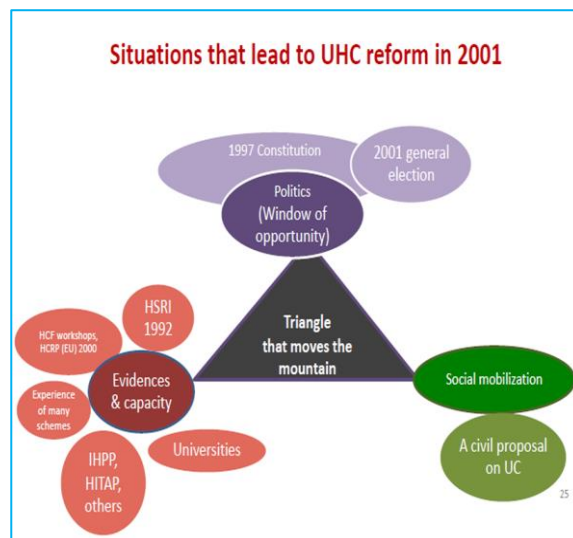 Situations that lead to UHC reform in 2001
1997 Constitution
2001 general
election
Politics
(Window of
opportunity)
HSRI
1992
HCF workshops,
HCRP (EU) 2000
Triangle
that moves the
mountain
Evidences
& capacity
Social mobilization
Experience
of many
schemes
Universities
IHPP,
HITAP,
others
A civil proposal
on UC
25